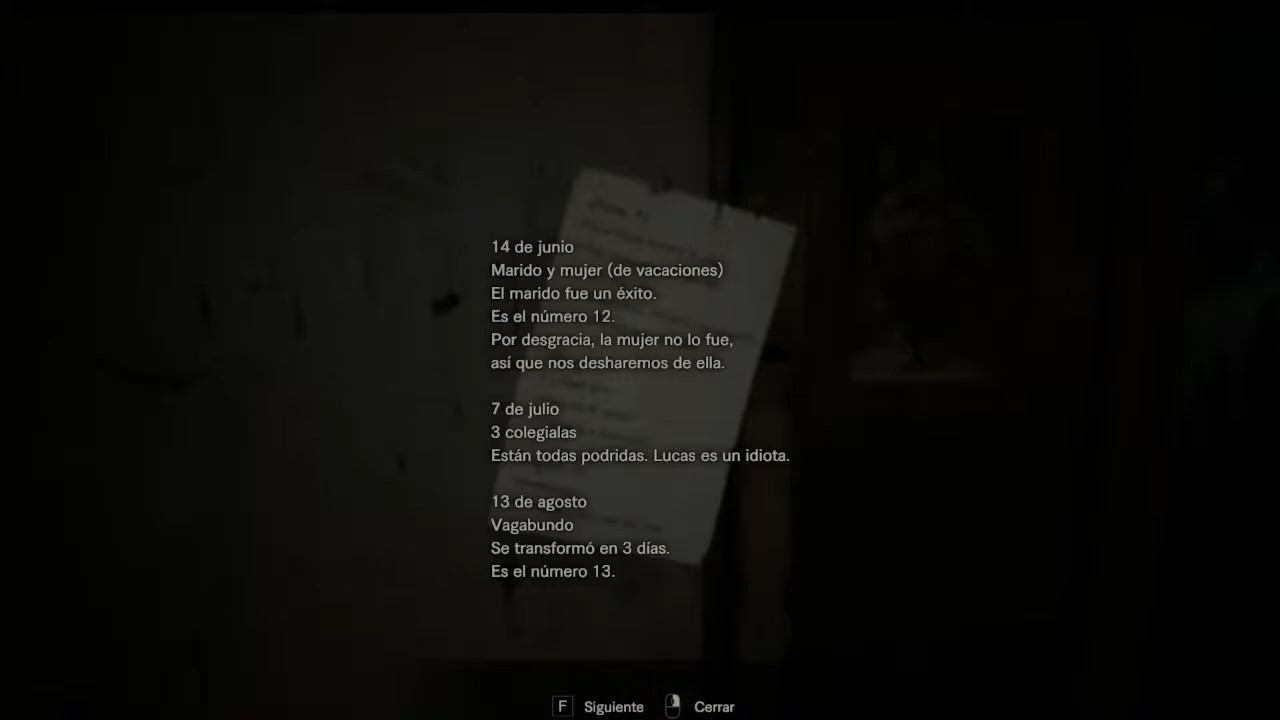 14 de junio
Marido y mujer (de vacaciones)
El marido fue un éxito.
Es el número 12.
Por desgracia, la mujer no lo fue,
así que nos desharemos de ella.
7 de julio
3 colegialas
Están todas podridas. Lucas es un idiota.
13 de agosto
Vagabundo
Se transformó en 3 días.
Es el número 13.
F Siguiente Cerrar